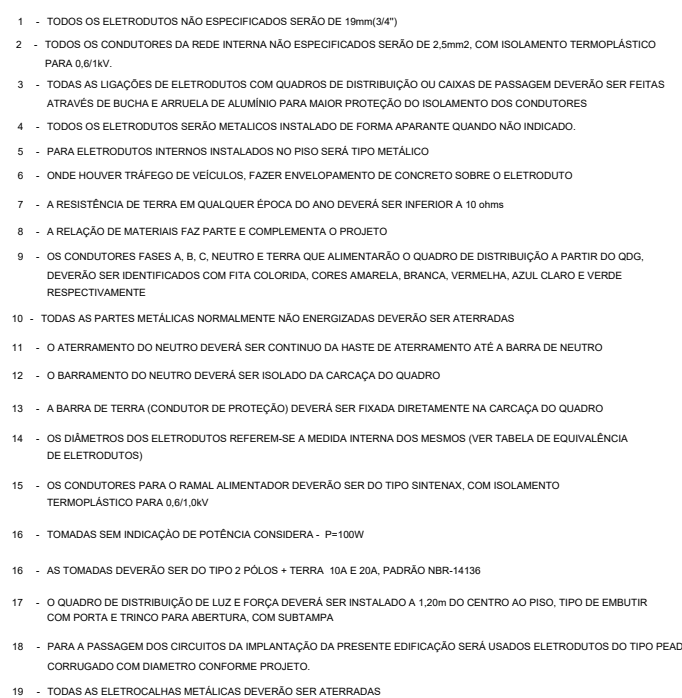 1 - TODOS OS ELETRODUTOS NÃO ESPECIFICADOS SERÃO DE 19mm(3/4")
2 - TODOS OS CONDUTORES DA REDE INTERNA NÃO ESPECIFICADOS SERÃO DE 2,5mm2, COM ISOLAMENTO TERMOPLÁSTICO
PARA 0,6/1kV.
3 - TODAS AS LIGAÇÕES DE ELETRODUTOS COM QUADROS DE DISTRIBUIÇÃO OU CAIXAS DE PASSAGEM DEVERÃO SER FEITAS
ATRAVÉS DE BUCHA E ARRUELA DE ALUMÍNIO PARA MAIOR PROTEÇÃO DO ISOLAMENTO DOS CONDUTORES
4 - TODOS OS ELETRODUTOS SERÃO METALICOS INSTALADO DE FORMA APARANTE QUANDO NÃO INDICADO.
5 - PARA ELETRODUTOS INTERNOS INSTALADOS NO PISO SERÁ TIPO METÁLICO
6 - ONDE HOUVER TRÁFEGO DE VEÍCULOS, FAZER ENVELOPAMENTO DE CONCRETO SOBRE O ELETRODUTO
7 - A RESISTÊNCIA DE TERRA EM QUALQUER ÉPOCA DO ANO DEVERÁ SER INFERIOR A 10 ohms
8 - A RELAÇÃO DE MATERIAIS FAZ PARTE E COMPLEMENTA O PROJETO
9 - OS CONDUTORES FASES A, B, C, NEUTRO E TERRA QUE ALIMENTARÃO O QUADRO DE DISTRIBUIÇÃO A PARTIR DO QDG,
DEVERÃO SER IDENTIFICADOS COM FITA COLORIDA, CORES AMARELA, BRANCA, VERMELHA, AZUL CLARO E VERDE
RESPECTIVAMENTE
10 - TODAS AS PARTES METÁLICAS NORMALMENTE NÃO ENERGIZADAS DEVERÃO SER ATERRADAS
11 - O ATERRAMENTO DO NEUTRO DEVERÁ SER CONTINUO DA HASTE DE ATERRAMENTO ATÉ A BARRA DE NEUTRO
12 - O BARRAMENTO DO NEUTRO DEVERÁ SER ISOLADO DA CARCAÇA DO QUADRO
13 - A BARRA DE TERRA (CONDUTOR DE PROTEÇÃO) DEVERÁ SER FIXADA DIRETAMENTE NA CARCAÇA DO QUADRO
14 - OS DIÂMETROS DOS ELETRODUTOS REFEREM-SE A MEDIDA INTERNA DOS MESMOS (VER TABELA DE EQUIVALÊNCIA
DE ELETRODUTOS)
15 - OS CONDUTORES PARA O RAMAL ALIMENTADOR DEVERÃO SER DO TIPO SINTENAX, COM ISOLAMENTO
TERMOPLÁSTICO PARA 0,6/1,0kV
16 - TOMADAS SEM INDICAÇÀO DE POTÊNCIA CONSIDERA - P=100W
16 - AS TOMADAS DEVERÃO SER DO TIPO 2 PÓLOS + TERRA 10A E 20A, PADRÃO NBR-14136
17 - O QUADRO DE DISTRIBUIÇÃO DE LUZ E FORÇA DEVERÁ SER INSTALADO A 1,20m DO CENTRO AO PISO, TIPO DE EMBUTIR
COM PORTA E TRINCO PARA ABERTURA, COM SUBTAMPA
18 - PARA A PASSAGEM DOS CIRCUITOS DA IMPLANTAÇÃO DA PRESENTE EDIFICAÇÃO SERÁ USADOS ELETRODUTOS DO TIPO PEAD
CORRUGADO COM DIAMETRO CONFORME PROJETO.
19 - TODAS AS ELETROCALHAS METÁLICAS DEVERÃO SER ATERRADAS